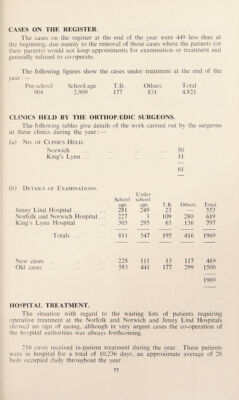 CASES ON THE REGISTER.
The cases on the register at the end of the year were 449 less than at
the beginning, due mainly to the removal of those cases where the patients (or
their parents) would not keep appointments for examination or treatment and
generally refused to co-operate.
The following figures show the cases under treatment at the end of the
year:—
Pre-school School age T.B. Others Total
904 2,909 177 831 4,821
CLINICS HELD BY THE ORTHOPÆDIC SURGEONS.
The following tables give details of the work carried out by the surgeons
at these clinics during the year:—
(a) No. of Clinics Held.
Norwich ... ... ... ... 50
King's Lynn ... ... ... ... 11
61
(b) Details of Examinations.
Under
School school
age. age. T.B. Others. Total.
Jenny Lind Hospital ... 281 249 23 — 553
Norfolk and Norwich Hospital ... 227 3 109 280 619
King's Lynn Hospital ... 303 295 63 136 797
Totals ... ... 811 547 195 416 1969
New cases ... ... ... 228 111 13 117 469
Old cases ... ... ... 583 441 177 299 1500
1969
HOSPITAL TREATMENT.
The situation with regard to the waiting lists of patients requiring
operative treatment at the Norfolk and Norwich and Jenny Lind Hospitals
showed no sign of easing, although in very urgent cases the co-operation of
the hospital authorities was always forthcoming.
216 cases received in-patient treatment during the year. These patients
were in hospital for a total of 10,236 days, an average of approximately 28
beds occupied daily throughout the year.
55